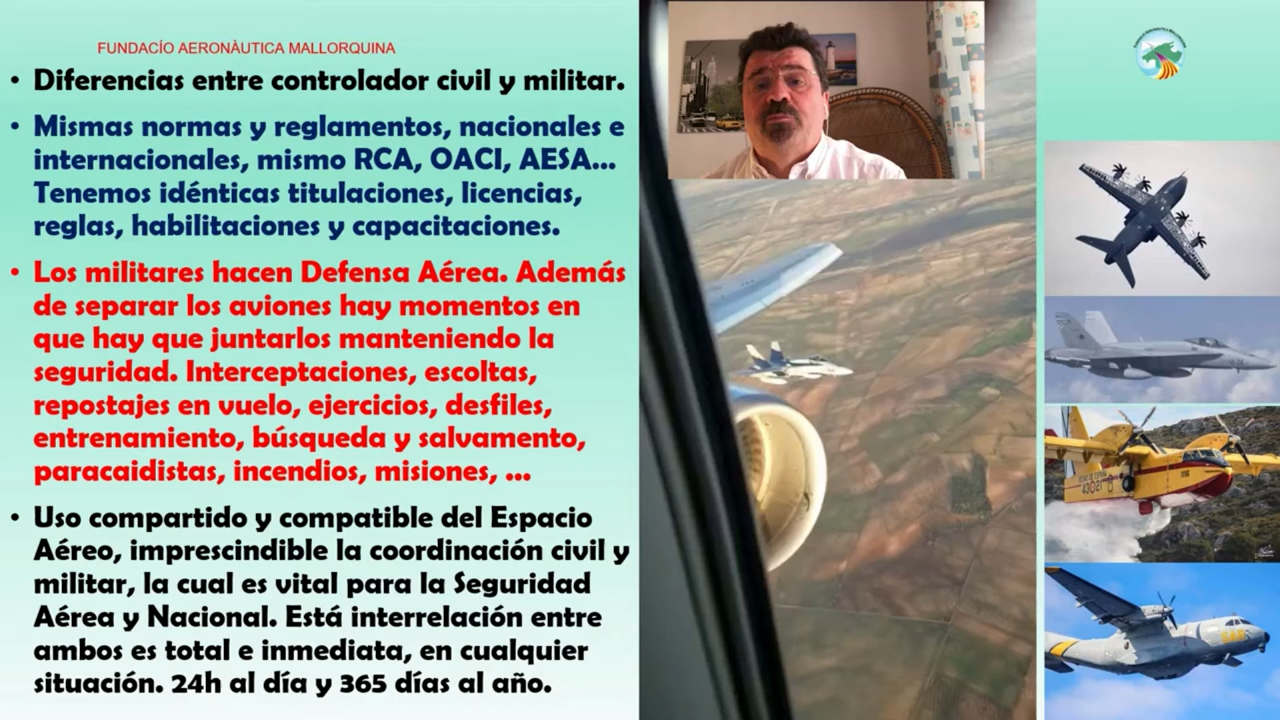 FUNDACÍO AERONÀUTICA MALLORQUINA
• Diferencias entre controlador civil y militar.
• Mismas normas y reglamentos, nacionales e
internacionales, mismo RCA, OACI, AESA...
Tenemos idénticas titulaciones, licencias,
reglas, habilitaciones y capacitaciones.
• Los militares hacen Defensa Aérea. Además
de separar los aviones hay momentos en
que hay que juntarlos manteniendo la
seguridad. Interceptaciones, escoltas,
repostajes en vuelo, ejercicios, desfiles,
entrenamiento, búsqueda y salvamento,
paracaidistas, incendios, misiones, ...
• Uso compartido y compatible del Espacio
Aéreo, imprescindible la coordinación civil y
militar, la cual es vital para la Seguridad
Aérea y Nacional. Está interrelación entre
ambos es total e inmediata, en cualquier
situación. 24h al día y 365 días al año.
SAR